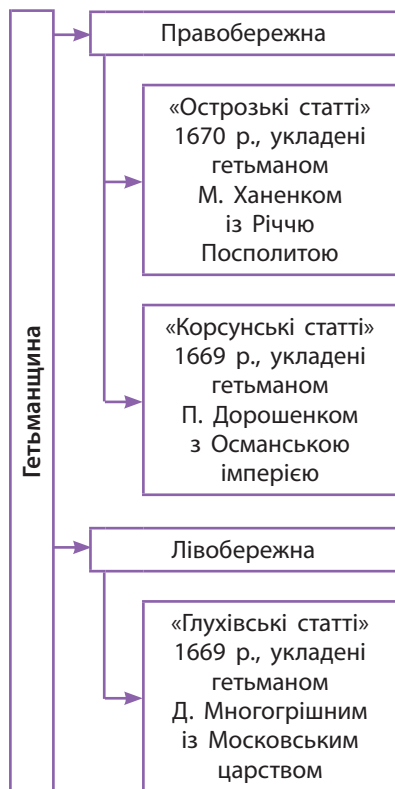 Гетьманщина
Правобережна
«Острозькі статті»
1670 р., укладені
гетьманом
М. Ханенком
із Річчю
Посполитою
«Корсунські статті»
1669 р., укладені
гетьманом
П. Дорошенком
з Османською
імперією
Лівобережна
«Глухівські статті»
1669 р., укладені
гетьманом
Д. Многогрішним
із Московським
царством